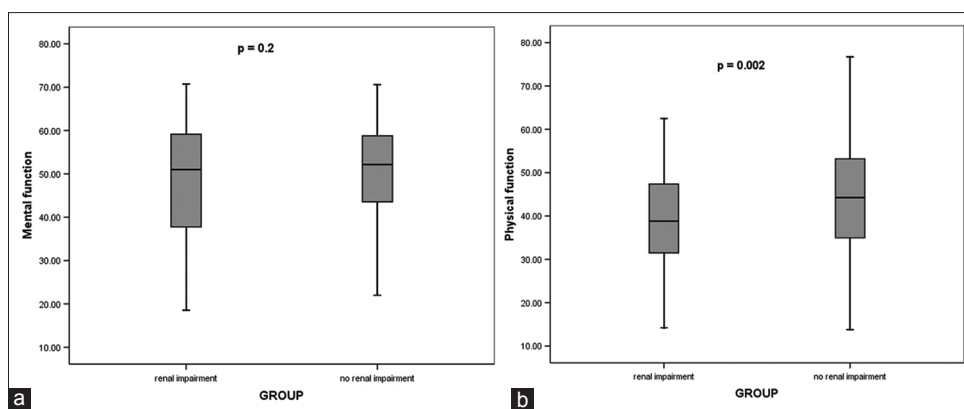 80.00
70.00
60.00
50.00
40.00
30.00
20.00
10.00
Mental function
p = 0.2
renal impairment
no renal impairment
GROUP
a
80.00
70.00
60.00
50.00
40.00
30.00
20.00
10.00
Physical function
p = 0.002
renal impairment
no renal impairment
GROUP
b